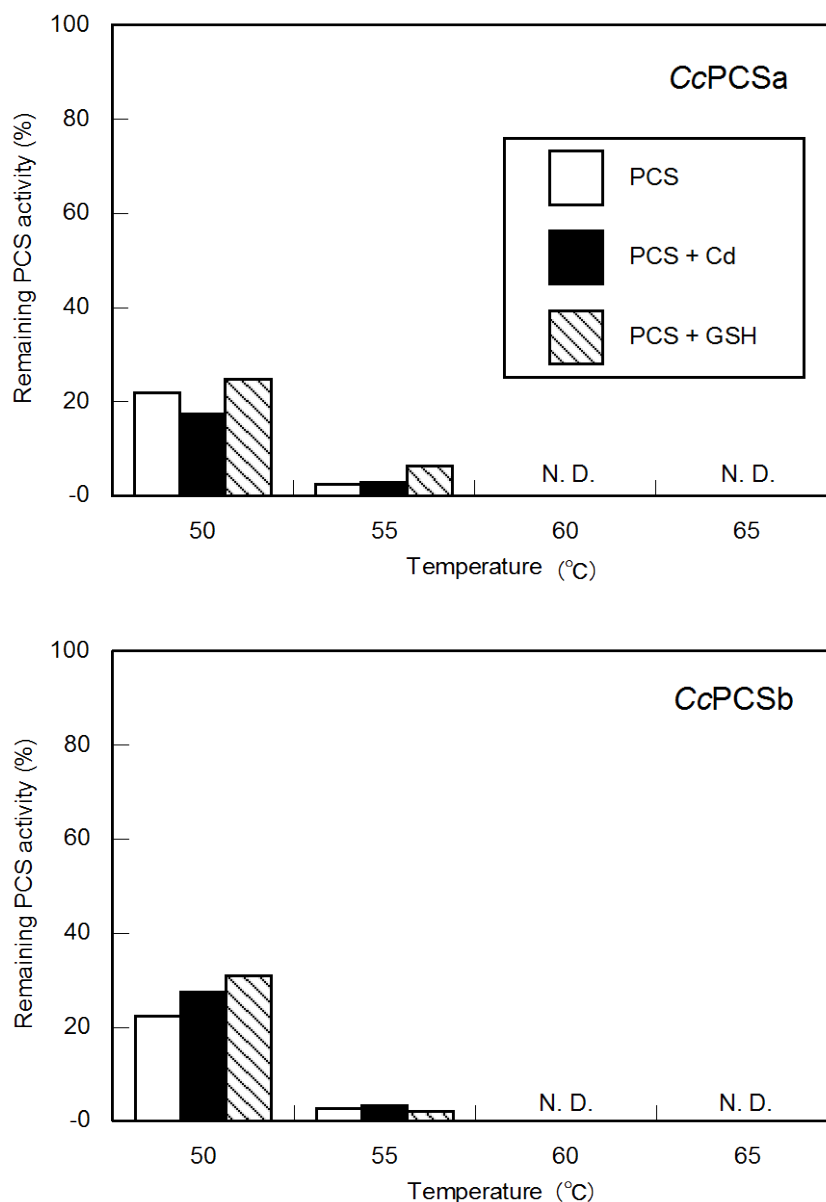 100
CcPCSa
80
PCS
60
PCS + Cd
40
PCS + GSH
20
N. D. N. D.
-0
50 55 60 65
Temperature (°C)
Remaining PCS activity (%)
100
CcPCSb
80
60
40
20
N. D. N. D.
-0
50 55 60 65
Temperature (°C)
Remaining PCS activity (%)